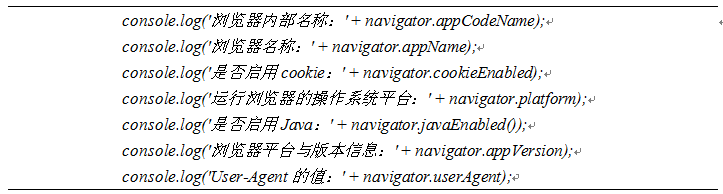 console.log('浏览器内部名称：' + navigator.appCodeName);
console.log('浏览器名称：' + navigator.appName);
console.log('是否启用 cookie：' + navigator.cookieEnabled);
console.log('运行浏览器的操作系统平台：' + navigator.platform);
console.log('是否启用 Java：' + navigator.javaEnabled());
console.log('浏览器平台与版本信息：' + navigator.appVersion);
console.log('User-Agent 的值：' + navigator.userAgent);